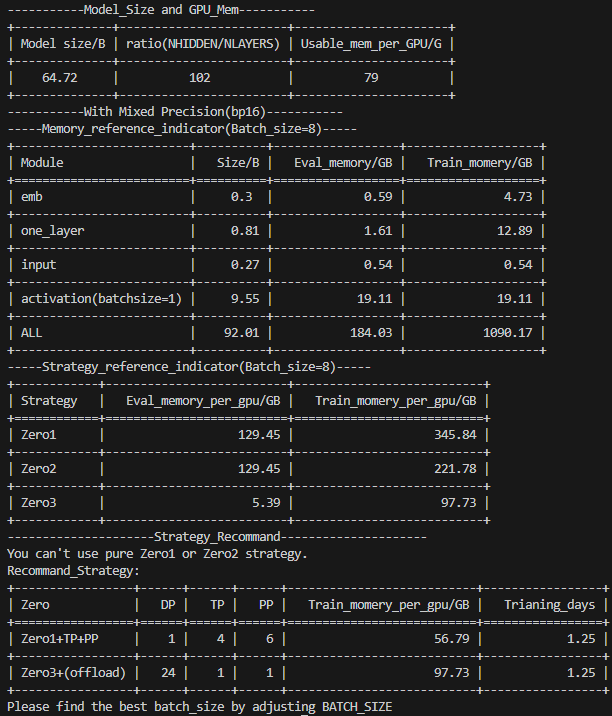 -----------Model_Size and GPU_Mem-----------
+--------------+-------------------------+----------------------+
| Model size/B | ratio(NHIDDEN/NLAYERS) | Usable_mem_per_GPU/G |
+==============+=========================+======================+
| 64.72 | 102 | 79 |
+--------------+-------------------------+----------------------+
-----------With Mixed Precision(bp16)-----------
-----Memory_reference_indicator(Batch_size=8)-----
+-------------------------+----------+------------------+-------------------+
| Module | Size/B | Eval_memory/GB | Train_momery/GB |
+=========================+==========+==================+===================+
| emb | 0.3 | 0.59 | 4.73 |
+-------------------------+----------+------------------+-------------------+
| one_layer | 0.81 | 1.61 | 12.89 |
+-------------------------+----------+------------------+-------------------+
| input | 0.27 | 0.54 | 0.54 |
+-------------------------+----------+------------------+-------------------+
| activation(batchsize=1) | 9.55 | 19.11 | 19.11 |
+-------------------------+----------+------------------+-------------------+
| ALL | 92.01 | 184.03 | 1090.17 |
+-------------------------+----------+------------------+-------------------+
-----Strategy_reference_indicator(Batch_size=8)-----
+------------+--------------------------+---------------------------+
| Strategy | Eval_memory_per_gpu/GB | Train_momery_per_gpu/GB |
+============+==========================+===========================+
| Zero1 | 129.45 | 345.84 |
+------------+--------------------------+---------------------------+
| Zero2 | 129.45 | 221.78 |
+------------+--------------------------+---------------------------+
| Zero3 | 5.39 | 97.73 |
+------------+--------------------------+---------------------------+
---------------------Strategy_Recommand---------------------
You can't use pure Zero1 or Zero2 strategy.
Recommand_Strategy:
+-----------------+------+------+------+---------------------------+-----------------+
| Zero | DP | TP | PP | Train_momery_per_gpu/GB | Trianing_days |
+=================+======+======+======+===========================+=================+
| Zero1+TP+PP | 1 | 4 | 6 | 56.79 | 1.25 |
+-----------------+------+------+------+---------------------------+-----------------+
| Zero3+(offload) | 24 | 1 | 1 | 97.73 | 1.25 |
+-----------------+------+------+------+---------------------------+-----------------+
Please find the best batch_size by adjusting BATCH_SIZE